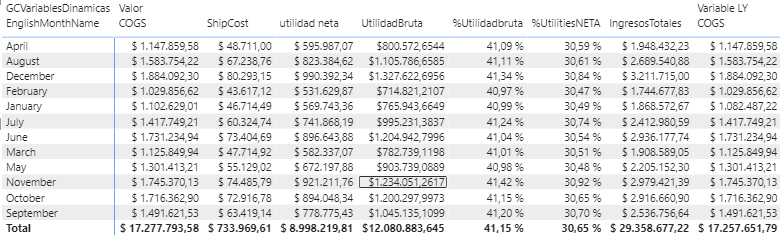 GCVariablesDinamicas Valor Variable LY
EnglishMonthName COGS ShipCost utilidad neta UtilidadBruta %Utilidadbruta %UtilitiesNETA IngresosTotales COGS
April $ 1.147.859,58 $ 48.711,00 $ 595.987,07 $800.572,6544 41,09 % 30,59 % $ 1.948.432,23 $ 1.147.859,58
August $ 1.583.754,22 $ 67.238,76 $ 823.384,62 $1.105.786,6585 41,11 % 30,61 % $ 2.689.540,88 $ 1.583.754,22
December $ 1.884.092,30 $ 80.293,15 $ 990.392,34 $1.327.622,6956 41,34 % 30,84 % $ 3.211.715,00 $ 1.884.092,30
February $ 1.029.856,62 $ 43.617,12 $ 531.629,87 $714.821,2107 40,97 % 30,47 % $ 1.744.677,83 $ 1.029.856,62
January $ 1.102.629,01 $ 46.714,49 $ 569.743,36 $765.943,6649 40,99 % 30,49 % $ 1.868.572,67 $ 1.082.487,22
July $ 1.417.749,21 $ 60.324,74 $ 741.868,19 $995.231,3837 41,24 % 30,74 % $ 2.412.980,59 $ 1.417.749,21
June $ 1.731.234,94 $ 73.404,69 $ 896.643,88 $1.204.942,7996 41,04 % 30,54 % $ 2.936.177,74 $ 1.731.234,94
March $ 1.125.849,94 $ 47.714,92 $ 582.337,07 $782.739,1198 41,01 % 30,51 % $ 1.908.589,05 $ 1.125.849,94
May $ 1.301.413,21 $ 55.129,02 $ 672.197,88 $903.739,0889 40,98 % 30,48 % $ 2.205.152,30 $ 1.301.413,21
November $ 1.745.370,13 $ 74.485,79 $ 921.211,76 $1.234.051,2617 41,42 % 30,92 % $ 2.979.421,39 $ 1.745.370,13
October $ 1.716.362,90 $ 72.916,78 $ 894.048,34 $1.200.297,9973 41,15 % 30,65 % $ 2.916.660,90 $ 1.716.362,90
September $ 1.491.621,53 $ 63.419,14 $ 778.775,43 $1.045.135,1099 41,20 % 30,70 % $ 2.536.756,64 $ 1.491.621,53
Total $ 17.277.793,58 $ 733.969,61 $ 8.998.219,81 $12.080.883,645 41,15 % 30,65 % $ 29.358.677,22 $ 17.257.651,79